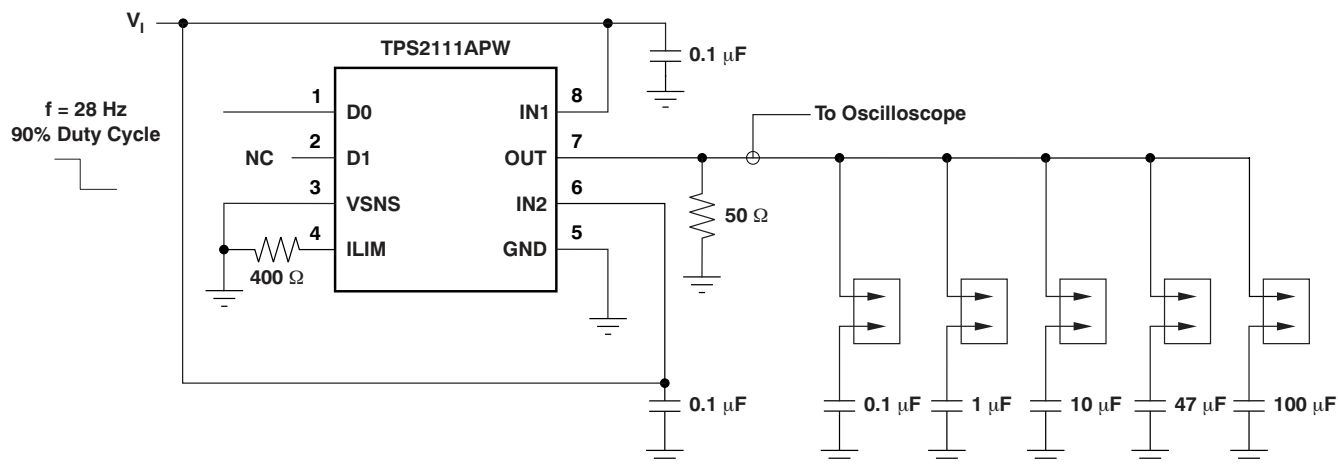 V_I
TPS2111APW
0.1 μF
f = 28 Hz
90% Duty Cycle
1
D0
IN1
8
To Oscilloscope
NC
2
D1
OUT
7
3
VSNS
IN2
6
50 Ω
4
ILIM
GND
5
400 Ω
0.1 μF
0.1 μF
1 μF
10 μF
47 μF
100 μF